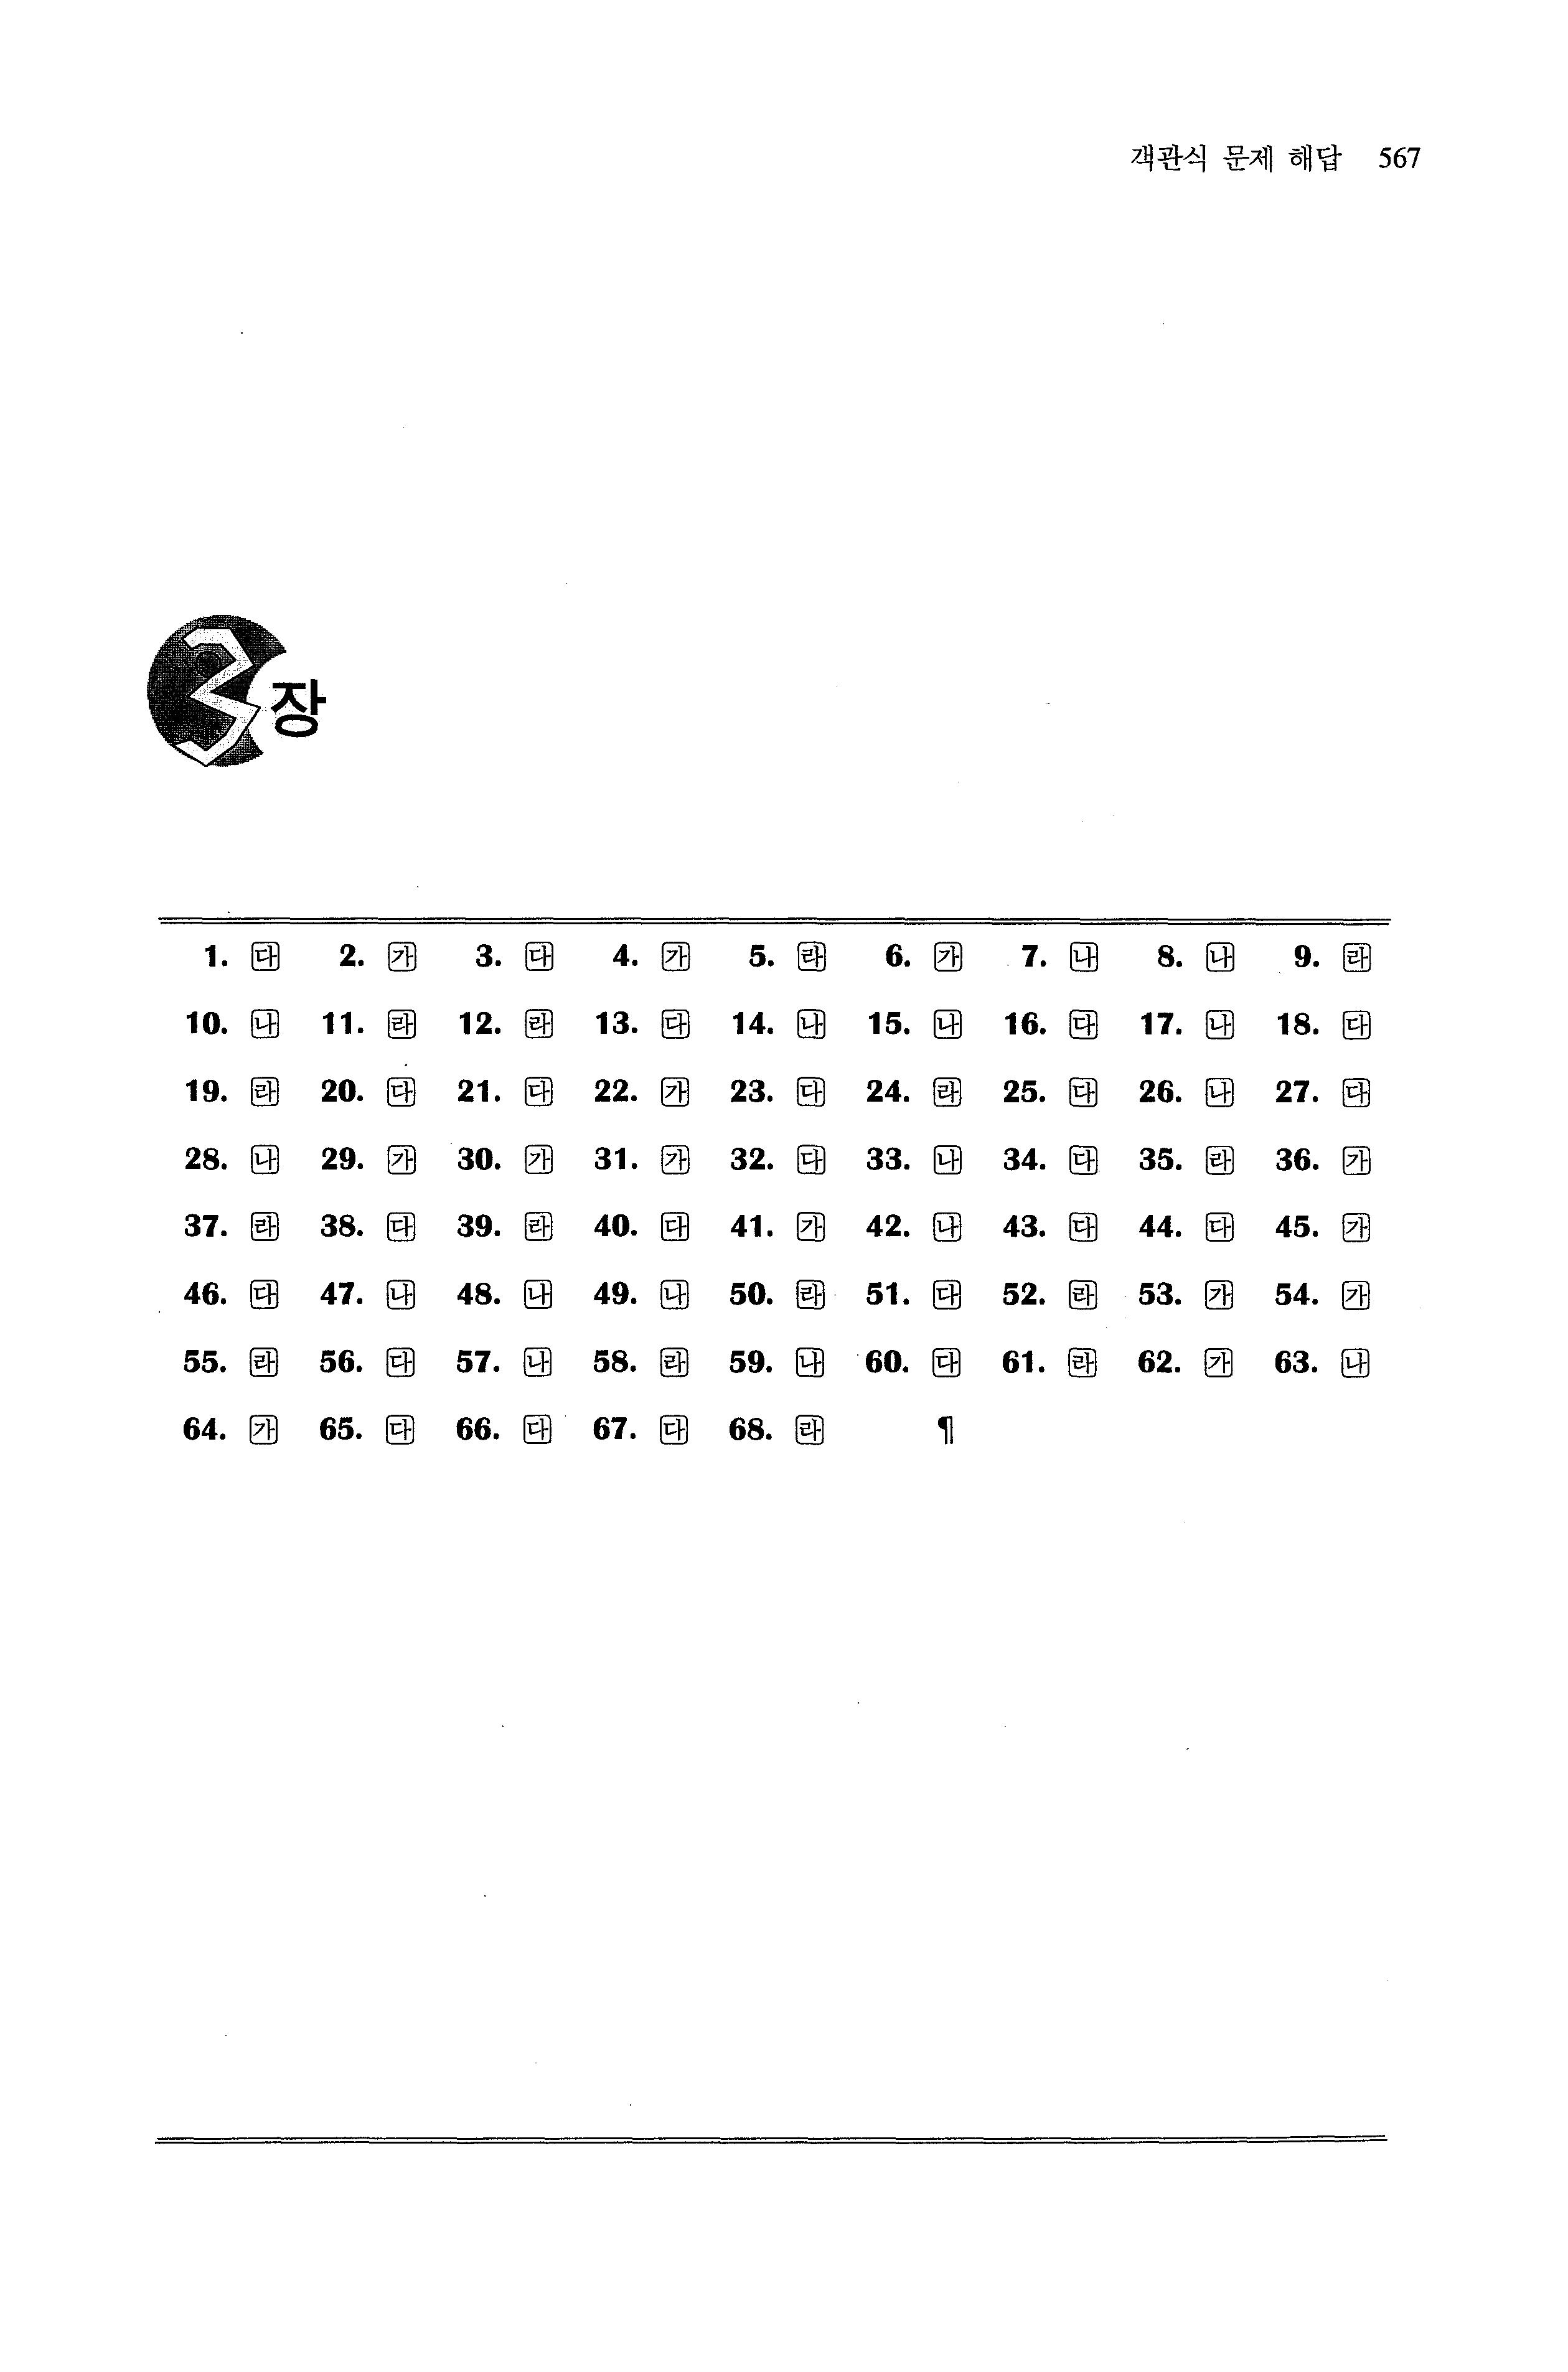 객관식 문제 해답 567
3장
1. 다 2. 가 3. 다 4. 가 5. 라 6. 가 7. 나 8. 나 9. 라
10. 나 11. 라 12. 라 13. 다 14. 나 15. 나 16. 다 17. 나 18. 다
19. 라 20. 다 21. 다 22. 가 23. 다 24. 라 25. 다 26. 나 27. 다
28. 나 29. 가 30. 가 31. 가 32. 다 33. 나 34. 다 35. 라 36. 가
37. 라 38. 다 39. 라 40. 다 41. 가 42. 나 43. 다 44. 다 45. 가
46. 다 47. 나 48. 나 49. 나 50. 라 51. 다 52. 라 53. 가 54. 가
55. 라 56. 다 57. 나 58. 라 59. 나 60. 다 61. 라 62. 가 63. 나
64. 가 65. 다 66. 다 67. 다 68. 라 ¶